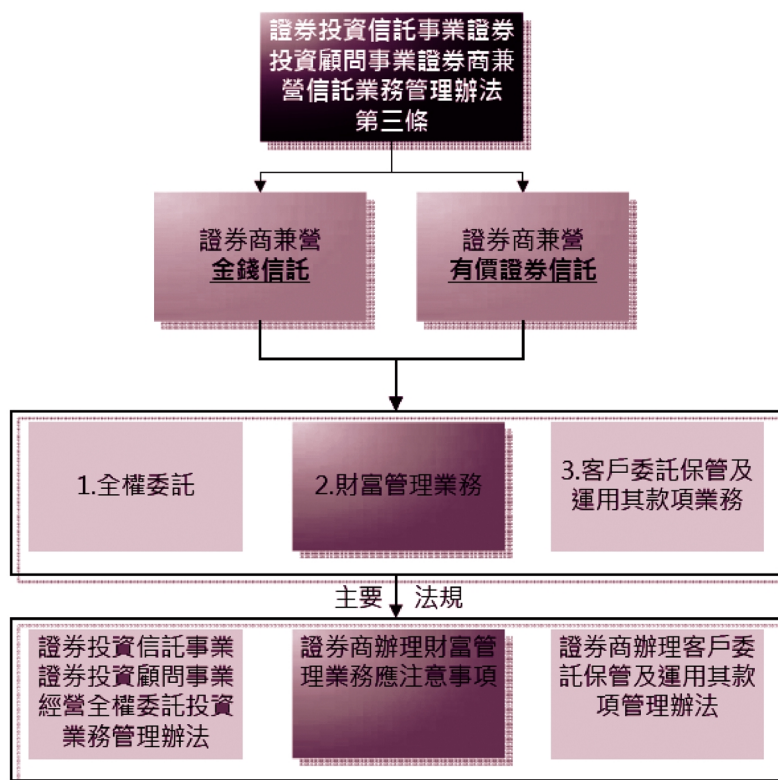 證券投資信託事業證券
投資顧問事業證券商兼
營信託業務管理辦法
第三條
證券商兼營
金錢信託
證券商兼營
有價證券信託
1.全權委託
2.財富管理業務
3.客戶委託保管及
運用其款項業務
主要 法規
證券投資信託事業
證券投資顧問事業
經營全權委託投資
業務管理辦法
證券商辦理財富管
理業務應注意事項
證券商辦理客戶委
託保管及運用其款
項管理辦法